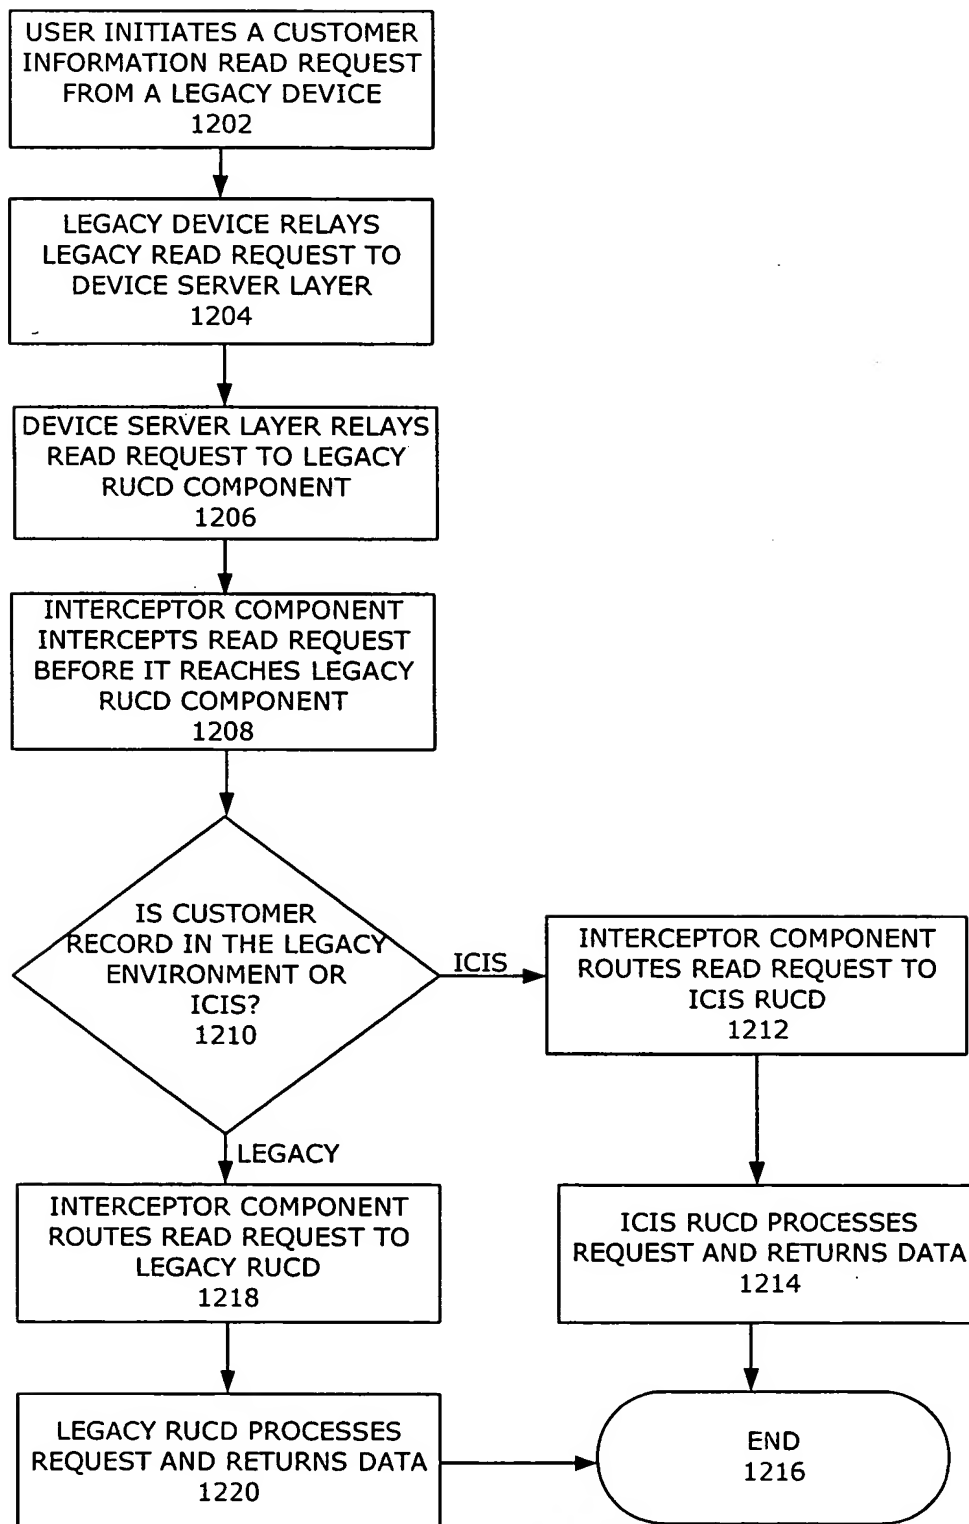 USER INITIATES A CUSTOMER
INFORMATION READ REQUEST
FROM A LEGACY DEVICE
1202
LEGACY DEVICE RELAYS
LEGACY READ REQUEST TO
DEVICE SERVER LAYER
1204
DEVICE SERVER LAYER RELAYS
READ REQUEST TO LEGACY
RUCD COMPONENT
1206
INTERCEPTOR COMPONENT
INTERCEPTS READ REQUEST
BEFORE IT REACHES LEGACY
RUCD COMPONENT
1208
IS CUSTOMER
RECORD IN THE LEGACY
ENVIRONMENT OR
ICIS?
1210
ICIS
INTERCEPTOR COMPONENT
ROUTES READ REQUEST TO
ICIS RUCD
1212
LEGACY
INTERCEPTOR COMPONENT
ROUTES READ REQUEST TO
LEGACY RUCD
1218
ICIS RUCD PROCESSES
REQUEST AND RETURNS DATA
1214
LEGACY RUCD PROCESSES
REQUEST AND RETURNS DATA
1220
END
1216